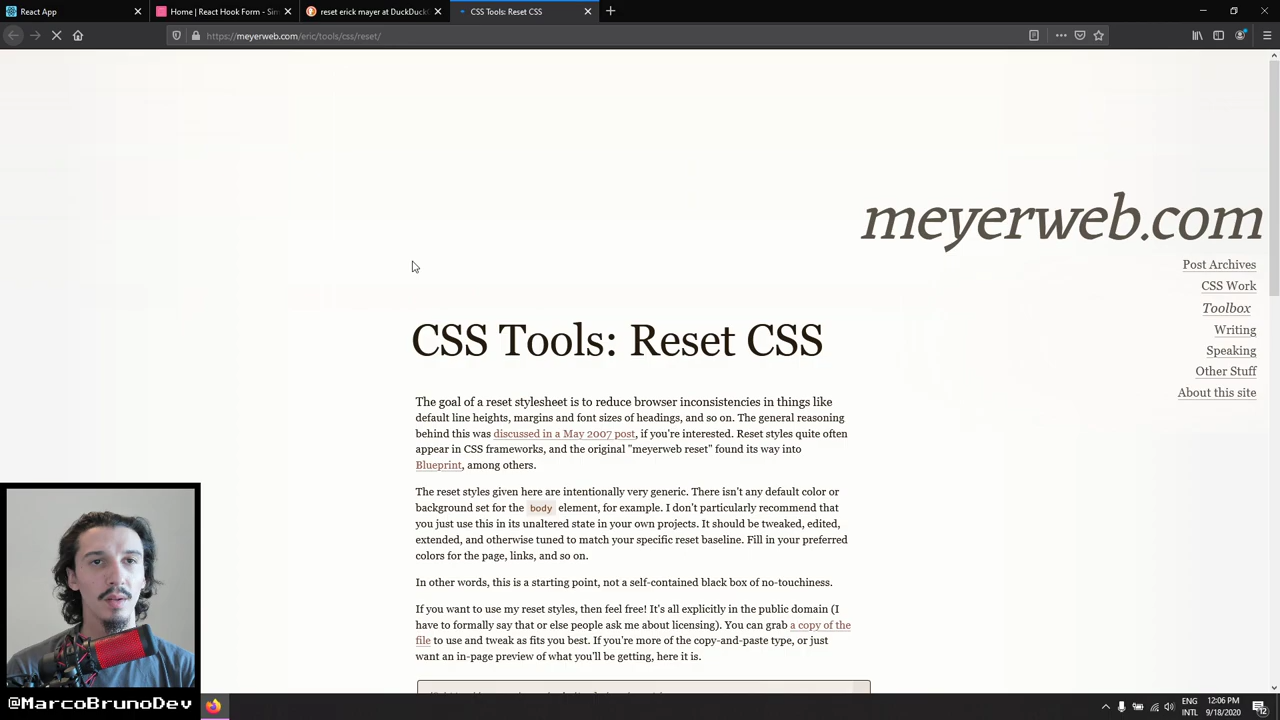 React App
Home | React Hook Form - Sim
reset erick mayer at DuckDuck
CSS Tools: Reset CSS
https://meyerweb.com/eric/tools/css/reset/
meyerweb.com
Post Archives
CSS Work
Toolbox
Writing
Speaking
Other Stuff
About this site
CSS Tools: Reset CSS
The goal of a reset stylesheet is to reduce browser inconsistencies in things like
default line heights, margins and font sizes of headings, and so on. The general reasoning
behind this was discussed in a May 2007 post, if you're interested. Reset styles quite often
appear in CSS frameworks, and the original "meyerweb reset" found its way into
Blueprint, among others.
The reset styles given here are intentionally very generic. There isn't any default color or
background set for the body element, for example. I don't particularly recommend that
you just use this in its unaltered state in your own projects. It should be tweaked, edited,
extended, and otherwise tuned to match your specific reset baseline. Fill in your preferred
colors for the page, links, and so on.
In other words, this is a starting point, not a self-contained black box of no-touchiness.
If you want to use my reset styles, then feel free! It's all explicitly in the public domain (I
have to formally say that or else people ask me about licensing). You can grab a copy of the
file to use and tweak as fits you best. If you're more of the copy-and-paste type, or just
want an in-page preview of what you'll be getting, here it is.
@MarcoBrunoDev
ENG
INTL
12:06 PM
9/18/2020
12